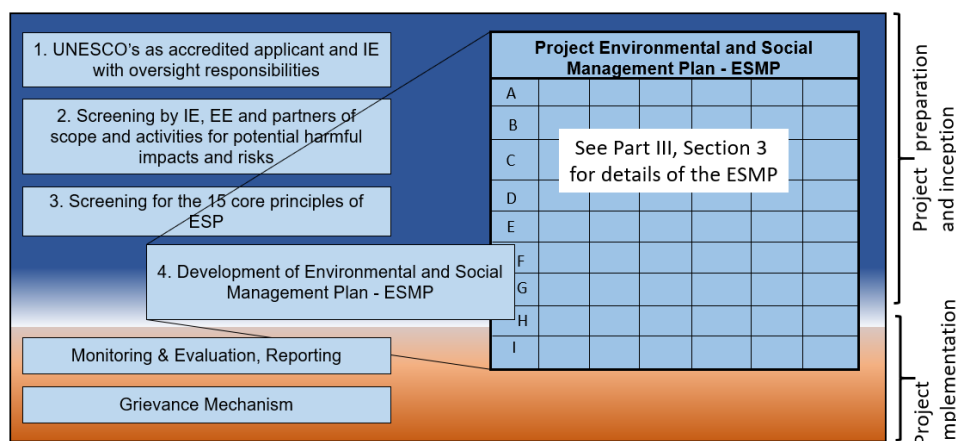 1. UNESCO's as accredited applicant and IE
with oversight responsibilities
2. Screening by IE, EE and partners of
scope and activities for potential harmful
impacts and risks
3. Screening for the 15 core principles of
ESP
4. Development of Environmental and Social
Management Plan - ESMP
Monitoring & Evaluation, Reporting
Grievance Mechanism
Project Environmental and Social
Management Plan - ESMP
A
B
C
D
E
F
G
H
I
See Part III, Section 3
for details of the ESMP
Project preparation
and inception
Project
mplementation